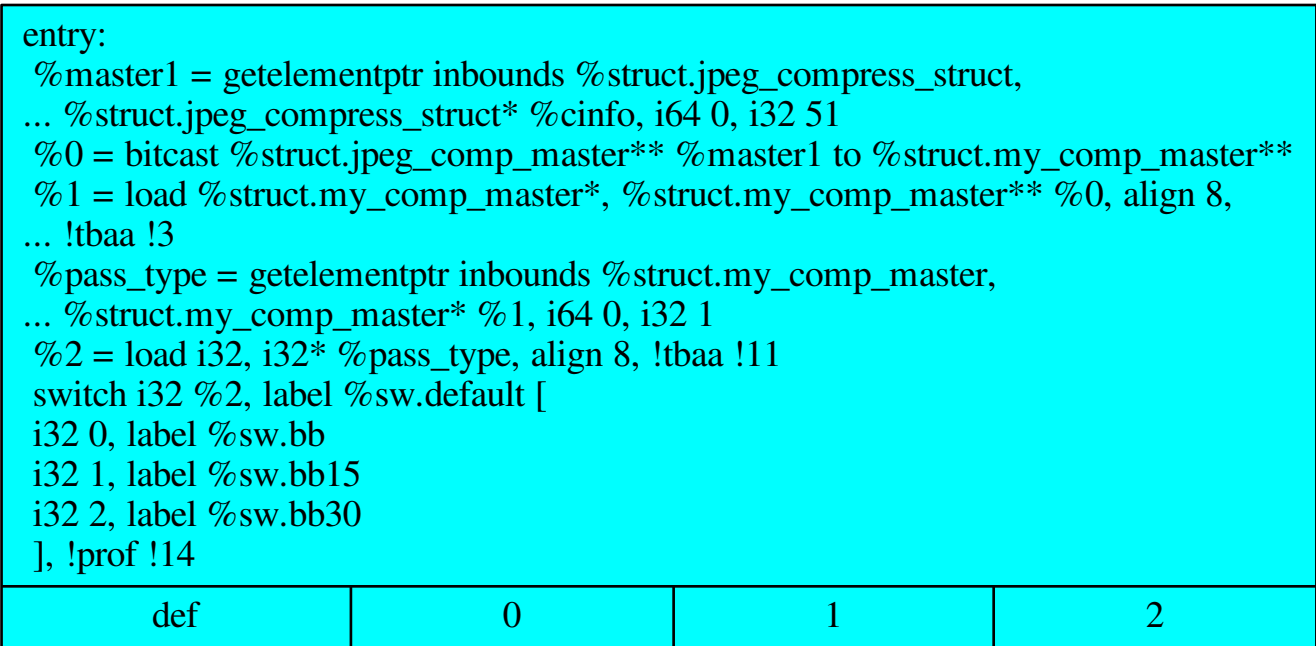 entry:
%master1 = getelementptr inbounds %struct.jpeg_compress_struct,
... %struct.jpeg_compress_struct* %cinfo, i64 0, i32 51
%0 = bitcast %struct.jpeg_comp_master** %master1 to %struct.my_comp_master**
%1 = load %struct.my_comp_master*, %struct.my_comp_master** %0, align 8,
... !tbaa !3
%pass_type = getelementptr inbounds %struct.my_comp_master,
... %struct.my_comp_master* %1, i64 0, i32 1
%2 = load i32, i32* %pass_type, align 8, !tbaa !11
switch i32 %2, label %sw.default [
i32 0, label %sw.bb
i32 1, label %sw.bb15
i32 2, label %sw.bb30
], !prof !14
def 0 1 2